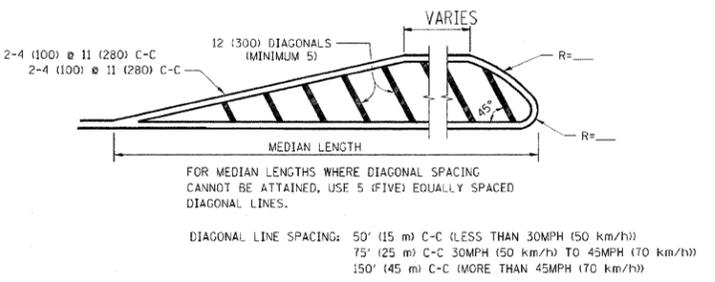 VARIES
12 (300) DIAGONALS
(MINIMUM 5)
2-4 (100) @ 11 (280) C-C
2-4 (100) @ 11 (280) C-C
R=___
45°
R=___
MEDIAN LENGTH
FOR MEDIAN LENGTHS WHERE DIAGONAL SPACING
CANNOT BE ATTAINED, USE 5 (FIVE) EQUALLY SPACED
DIAGONAL LINES.
DIAGONAL LINE SPACING: 50' (15 m) C-C (LESS THAN 30MPH (50 km/h))
75' (25 m) C-C 30MPH (50 km/h) TO 45MPH (70 km/h))
150' (45 m) C-C (MORE THAN 45MPH (70 km/h))